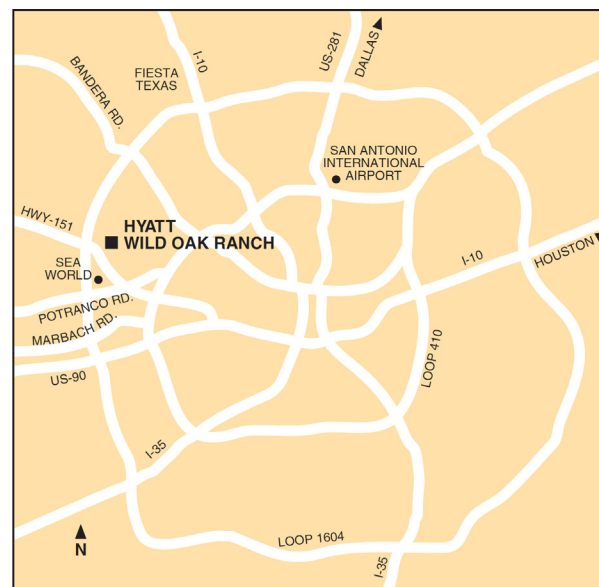 I-10
US-281
DALLAS
BANDERA RD.
FIESTA
TEXAS
SAN ANTONIO
INTERNATIONAL
AIRPORT
HWY-151
HYATT
WILD OAK RANCH
SEA
WORLD
I-10
HOUSTON
POTRANCO RD.
MARBACH RD.
US-90
LOOP 410
I-35
LOOP 1604
N
I-35